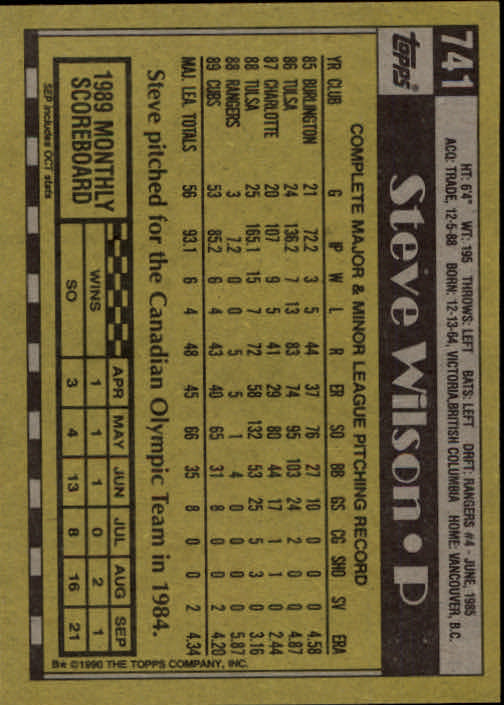 741
Topps®
Steve Wilson • P
HT: 6'4" WT: 195 THROWS: LEFT BATS: LEFT DRFT: RANGERS #4 - JUNE, 1985
ACQ: TRADE, 12-5-88 BORN: 12-13-64, VICTORIA, BRITISH COLUMBIA HOME: VANCOUVER, B.C.
COMPLETE MAJOR & MINOR LEAGUE PITCHING RECORD
YR CLUB G IP W L R ER SO BB GS CG SHO SV ERA
85 BURLINGTON 21 72.2 3 5 44 37 76 27 10 0 0 0 4.58
86 TULSA 24 136.2 7 13 83 74 95 103 24 2 0 0 4.87
87 CHARLOTTE 20 107 9 5 41 29 80 44 17 1 1 0 2.44
88 TULSA 25 165.1 15 7 72 58 132 53 25 5 3 0 3.16
88 RANGERS 3 7.2 0 0 5 5 1 4 0 0 0 0 5.87
89 CUBS 53 85.2 6 4 43 40 65 31 8 0 0 2 4.20
MAJ. LEA. TOTALS 56 93.1 6 4 48 45 66 35 8 0 0 2 4.34
Steve pitched for the Canadian Olympic Team in 1984.
1989 MONTHLY SCOREBOARD
APR MAY JUN JUL AUG SEP
WINS 1 1 1 0 2 1
SO 3 4 13 8 16 21
SEP includes OCT stats
B* ©1990 THE TOPPS COMPANY, INC.